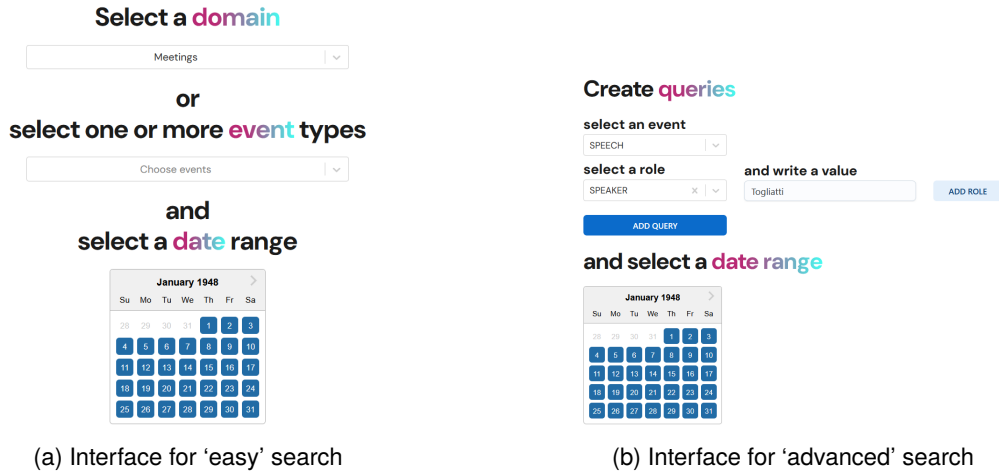 Select a domain
Meetings
or
select one or more event types
Choose events
and
select a date range
January 1948
Su Mo Tu We Th Fr Sa
28 29 30 31 1 2 3
4 5 6 7 8 9 10
11 12 13 14 15 16 17
18 19 20 21 22 23 24
25 26 27 28 29 30 31
(a) Interface for ‘easy’ search
Create queries
select an event
SPEECH
select a role and write a value
SPEAKER Togliatti ADD ROLE
ADD QUERY
and select a date range
January 1948
Su Mo Tu We Th Fr Sa
28 29 30 31 1 2 3
4 5 6 7 8 9 10
11 12 13 14 15 16 17
18 19 20 21 22 23 24
25 26 27 28 29 30 31
(b) Interface for ‘advanced’ search